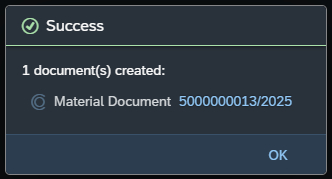 Success
1 document(s) created:
Material Document 5000000013/2025
OK